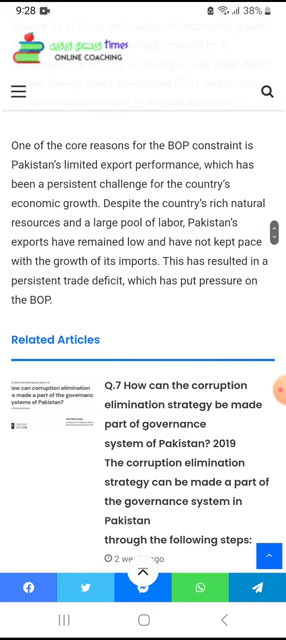 9:28
38%
times
ONLINE COACHING
One of the core reasons for the BOP constraint is
Pakistan's limited export performance, which has
been a persistent challenge for the country's
economic growth. Despite the country's rich natural
resources and a large pool of labor, Pakistan's
exports have remained low and have not kept pace
with the growth of its imports. This has resulted in a
persistent trade deficit, which has put pressure on
the BOP.
Related Articles
How can corruption elimination
be made a part of the governance
systems of Pakistan?
Q.7 How can the corruption
elimination strategy be made
part of governance
system of Pakistan? 2019
The corruption elimination
strategy can be made a part of
the governance system in
Pakistan
through the following steps:
2 ago